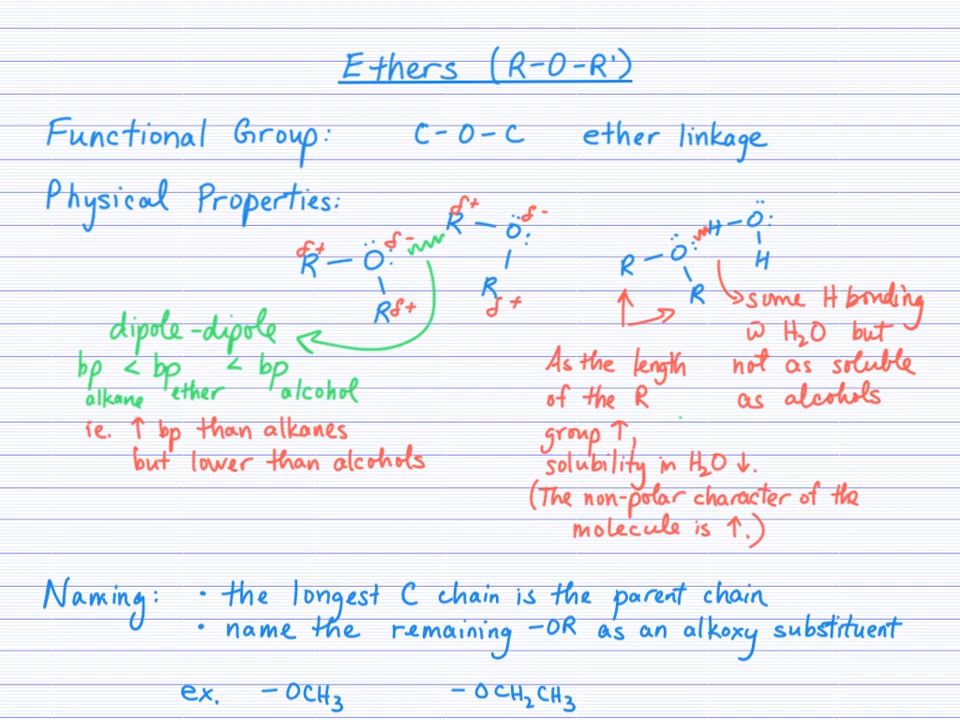 Ethers (R-O-R')
Functional Group: C-O-C ether linkage
Physical Properties:
δ+ R — Ö: δ- R δ+
δ+ R — Ö: δ- R δ+
R — Ö: R H — Ö: H
dipole-dipole
bp alkane < bp ether < bp alcohol
ie. ↑ bp than alkanes
but lower than alcohols
As the length
of the R
group ↑,
solubility in H₂O ↓.
(The non-polar character of the
molecule is ↑.)
some H bonding
w̄ H₂O but
not as soluble
as alcohols
Naming: • the longest C chain is the parent chain
• name the remaining -OR as an alkoxy substituent
ex. -OCH₃ -OCH₂CH₃